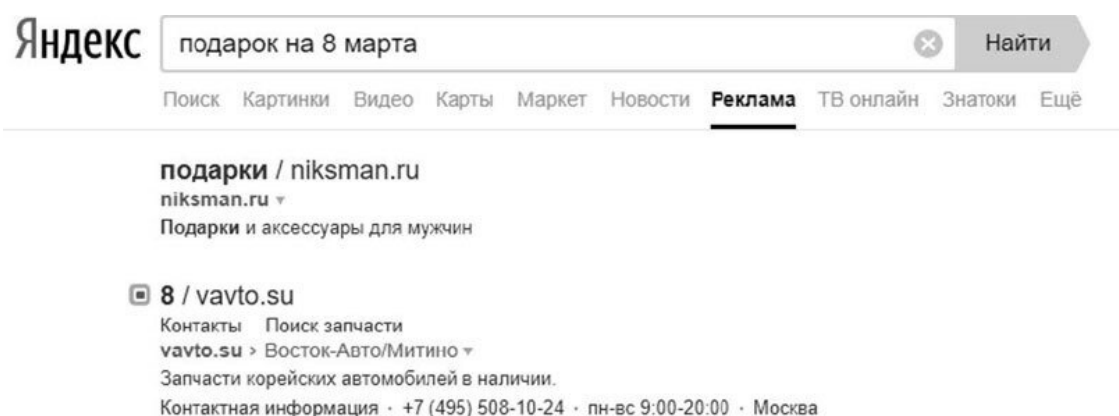 Яндекс подарок на 8 марта Найти
Поиск Картинки Видео Карты Маркет Новости Реклама ТВ онлайн Знатоки Ещё
подарки / niksman.ru
niksman.ru
Подарки и аксессуары для мужчин
8 / vavto.su
Контакты Поиск запчасти
vavto.su › Восток-Авто/Митино
Запчасти корейских автомобилей в наличии.
Контактная информация · +7 (495) 508-10-24 · пн-вс 9:00-20:00 · Москва